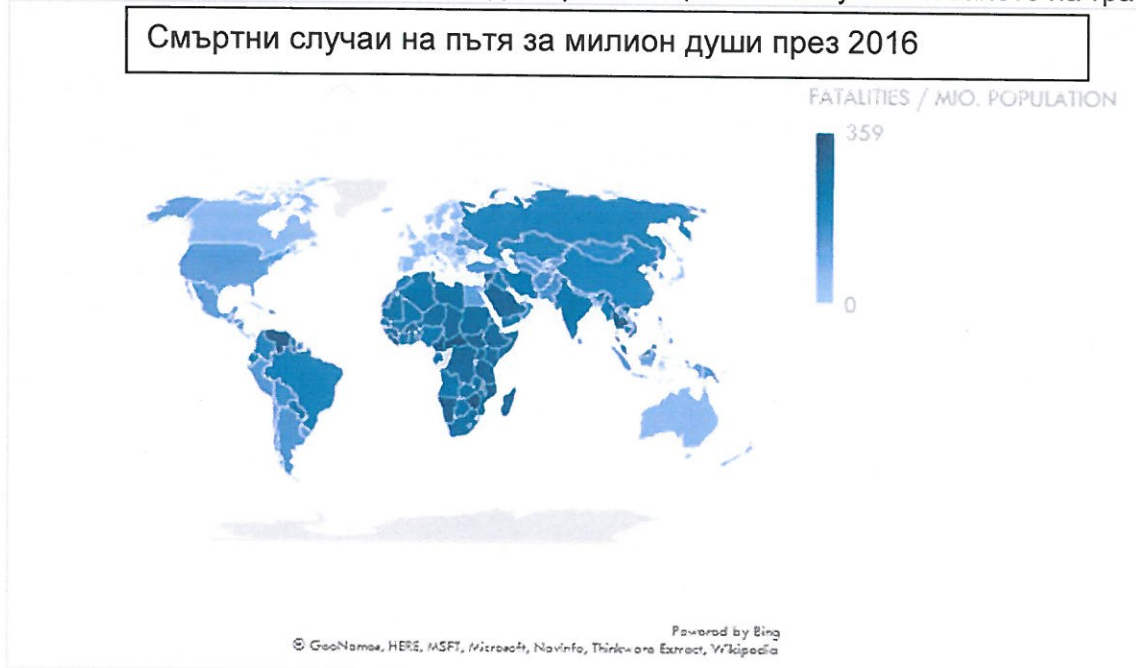 Смъртни случаи на пътя за милион души през 2016
FATALITIES / MIO. POPULATION
359
0
Powered by Bing
© GeoNames, HERE, MSFT, Microsoft, NavInfo, Thinkware Extract, Wikipedia